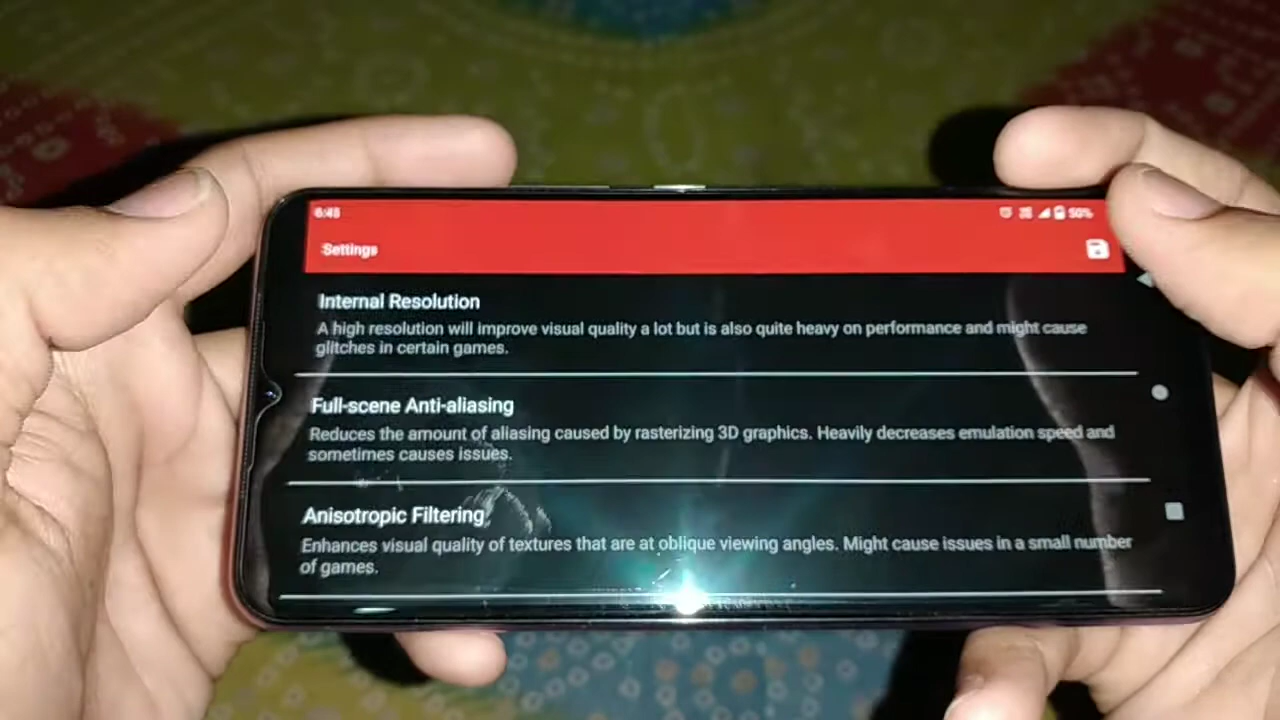 6:48
50%
Settings
Internal Resolution
A high resolution will improve visual quality a lot but is also quite heavy on performance and might cause
glitches in certain games.
Full-scene Anti-aliasing
Reduces the amount of aliasing caused by rasterizing 3D graphics. Heavily decreases emulation speed and
sometimes causes issues.
Anisotropic Filtering
Enhances visual quality of textures that are at oblique viewing angles. Might cause issues in a small number
of games.